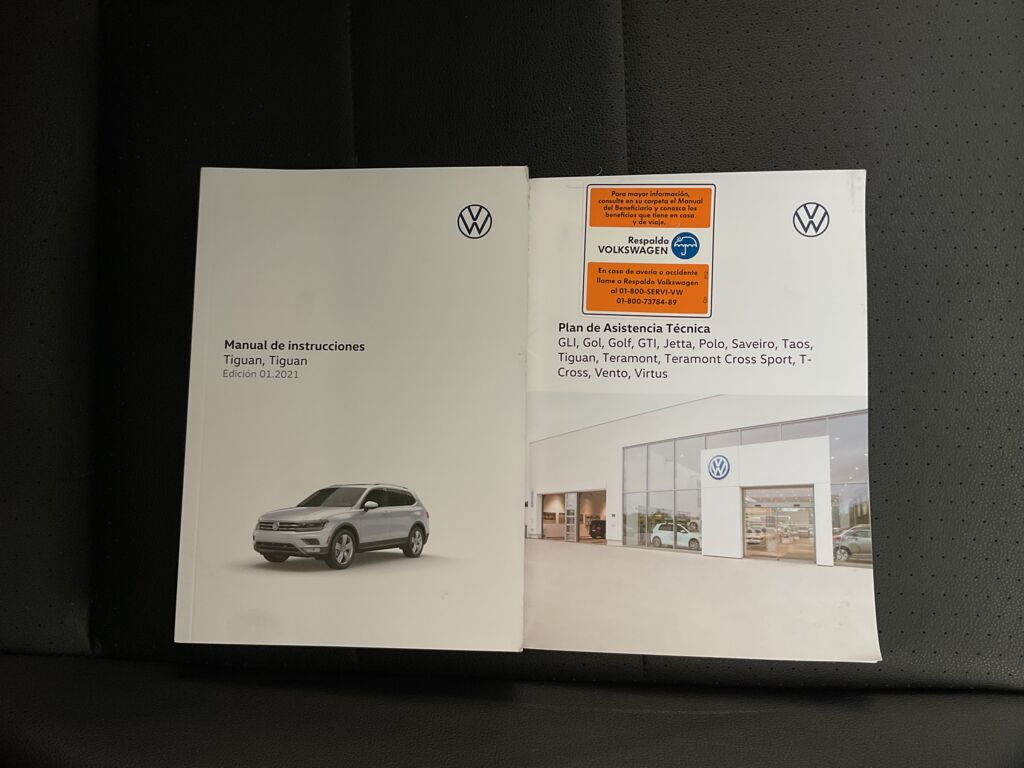 Manual de instrucciones
Tiguan, Tiguan
Edición 01.2021
Para mayor información,
consulte en su carpeta el Manual
del Beneficiario y conozca los
beneficios que tiene en casa
y de viaje.
Respaldo
VOLKSWAGEN
En caso de avería o accidente
llame a Respaldo Volkswagen
al 01-800-SERVI-VW
01-800-73784-89
Plan de Asistencia Técnica
GLI, Gol, Golf, GTI, Jetta, Polo, Saveiro, Taos,
Tiguan, Teramont, Teramont Cross Sport, T-
Cross, Vento, Virtus